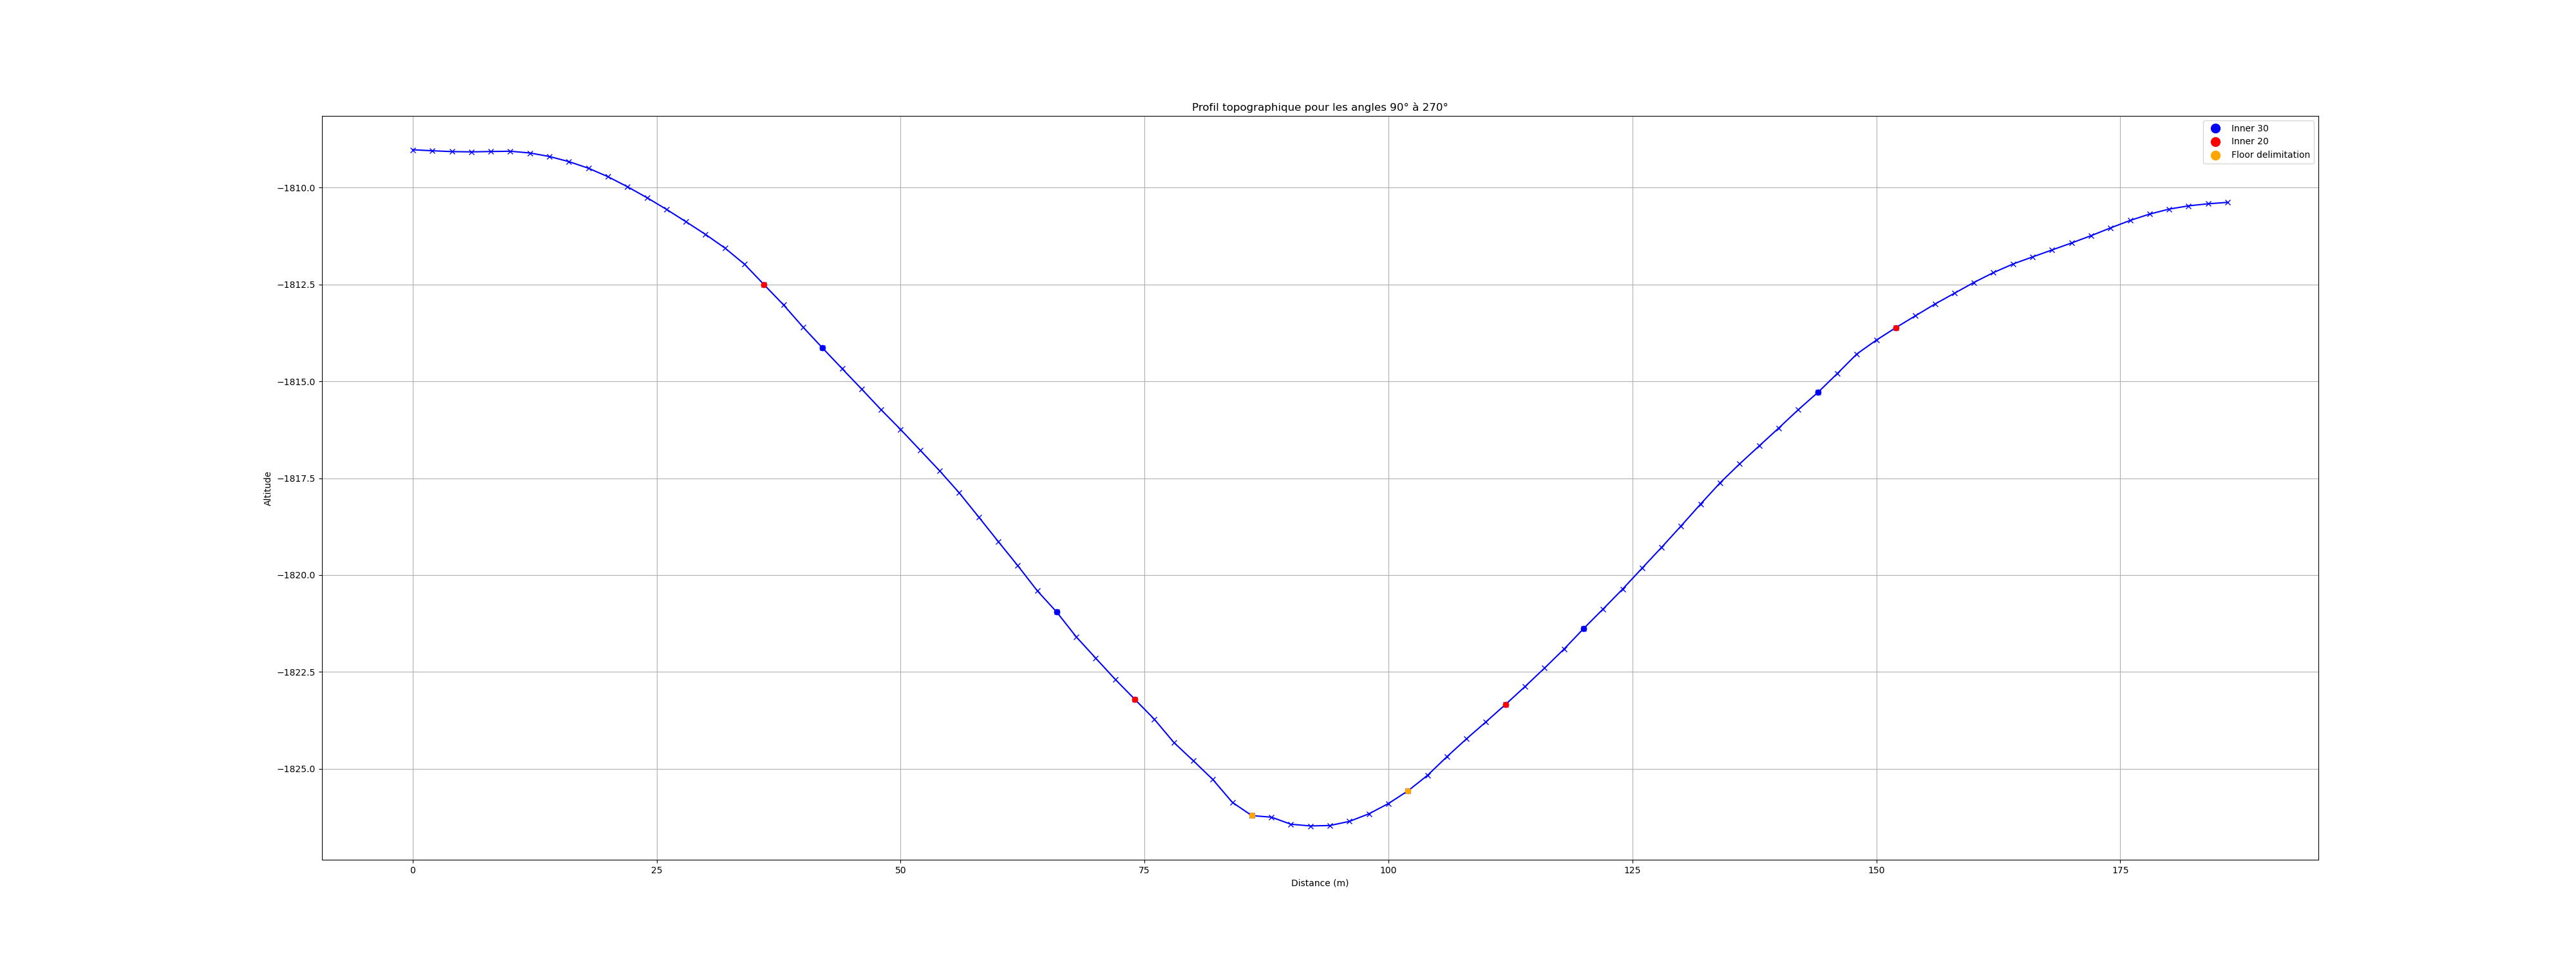 Profil topographique pour les angles 90° à 270°
Inner 30
Inner 20
Floor delimitation
Altitude
−1810.0
−1812.5
−1815.0
−1817.5
−1820.0
−1822.5
−1825.0
0 25 50 75 100 125 150 175
Distance (m)